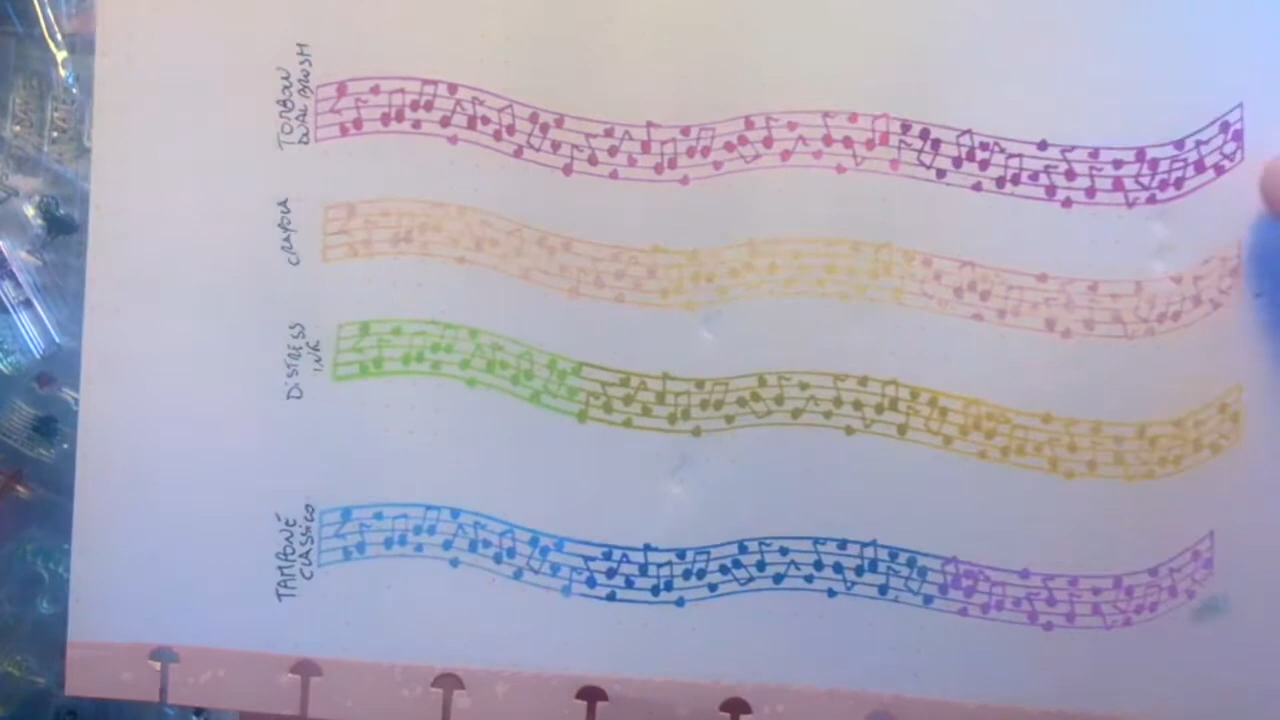 TOMBOW
DUAL BRUSH
CRAYOLA
DISTRESS
INK
TAMPONE
CLASSICO